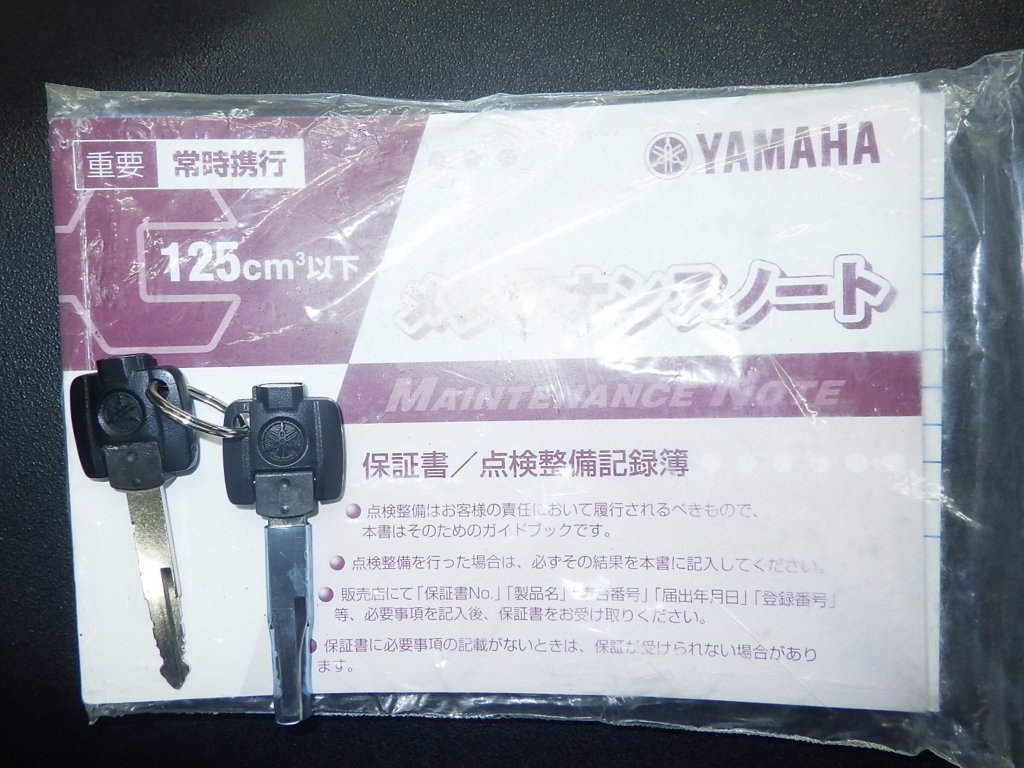 重要 常時携行
YAMAHA
125cm³以下
メンテナンスノート
MAINTENANCE NOTE
保証書／点検整備記録簿
● 点検整備はお客様の責任において履行されるべきもので、
本書はそのためのガイドブックです。
● 点検整備を行った場合は、必ずその結果を本書に記入してください。
● 販売店にて「保証書No.」「製品名」「車台番号」「届出年月日」「登録番号」
等、必要事項を記入後、保証書をお受け取りください。
● 保証書に必要事項の記載がないときは、保証が受けられない場合があり
ます。